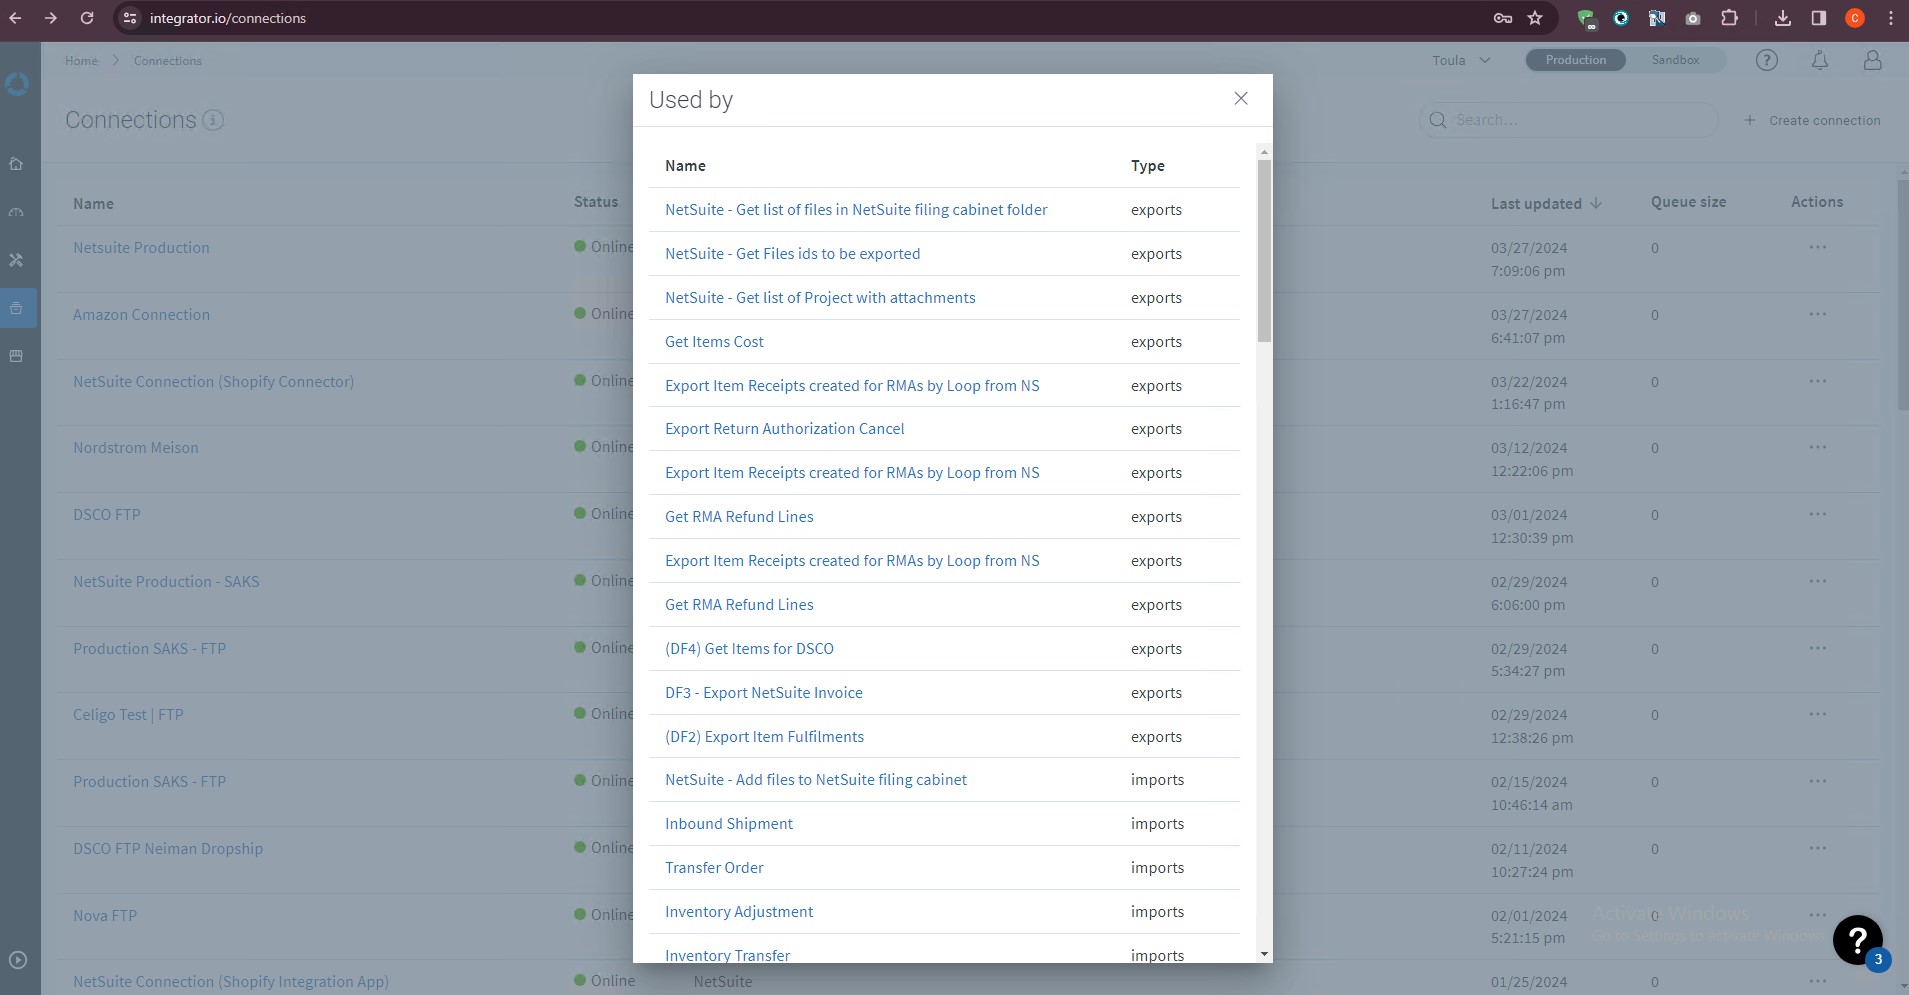 integrator.io/connections
C
Home
Connections
Toula
Production
Sandbox
?
Connections
i
Search...
+ Create connection
Name
Status
Last updated ↓
Queue size
Actions
Netsuite Production
Online
03/27/2024
7:09:06 pm
0
...
Amazon Connection
Online
03/27/2024
6:41:07 pm
0
...
NetSuite Connection (Shopify Connector)
Online
03/22/2024
1:16:47 pm
0
...
Nordstrom Meison
Online
03/12/2024
12:22:06 pm
0
...
DSCO FTP
Online
03/01/2024
12:30:39 pm
0
...
NetSuite Production - SAKS
Online
02/29/2024
6:06:00 pm
0
...
Production SAKS - FTP
Online
02/29/2024
5:34:27 pm
0
...
Celigo Test | FTP
Online
02/29/2024
12:38:26 pm
0
...
Production SAKS - FTP
Online
02/15/2024
10:46:14 am
0
...
DSCO FTP Neiman Dropship
Online
02/11/2024
10:27:24 pm
0
...
Nova FTP
Online
02/01/2024
5:21:15 pm
0
...
NetSuite Connection (Shopify Integration App)
Online
NetSuite
01/25/2024
0
...
Used by
Name Type
NetSuite - Get list of files in NetSuite filing cabinet folder exports
NetSuite - Get Files ids to be exported exports
NetSuite - Get list of Project with attachments exports
Get Items Cost exports
Export Item Receipts created for RMAs by Loop from NS exports
Export Return Authorization Cancel exports
Export Item Receipts created for RMAs by Loop from NS exports
Get RMA Refund Lines exports
Export Item Receipts created for RMAs by Loop from NS exports
Get RMA Refund Lines exports
(DF4) Get Items for DSCO exports
DF3 - Export NetSuite Invoice exports
(DF2) Export Item Fulfilments exports
NetSuite - Add files to NetSuite filing cabinet imports
Inbound Shipment imports
Transfer Order imports
Inventory Adjustment imports
Inventory Transfer imports
Activate Windows
Go to Settings to activate Windows.
?
3